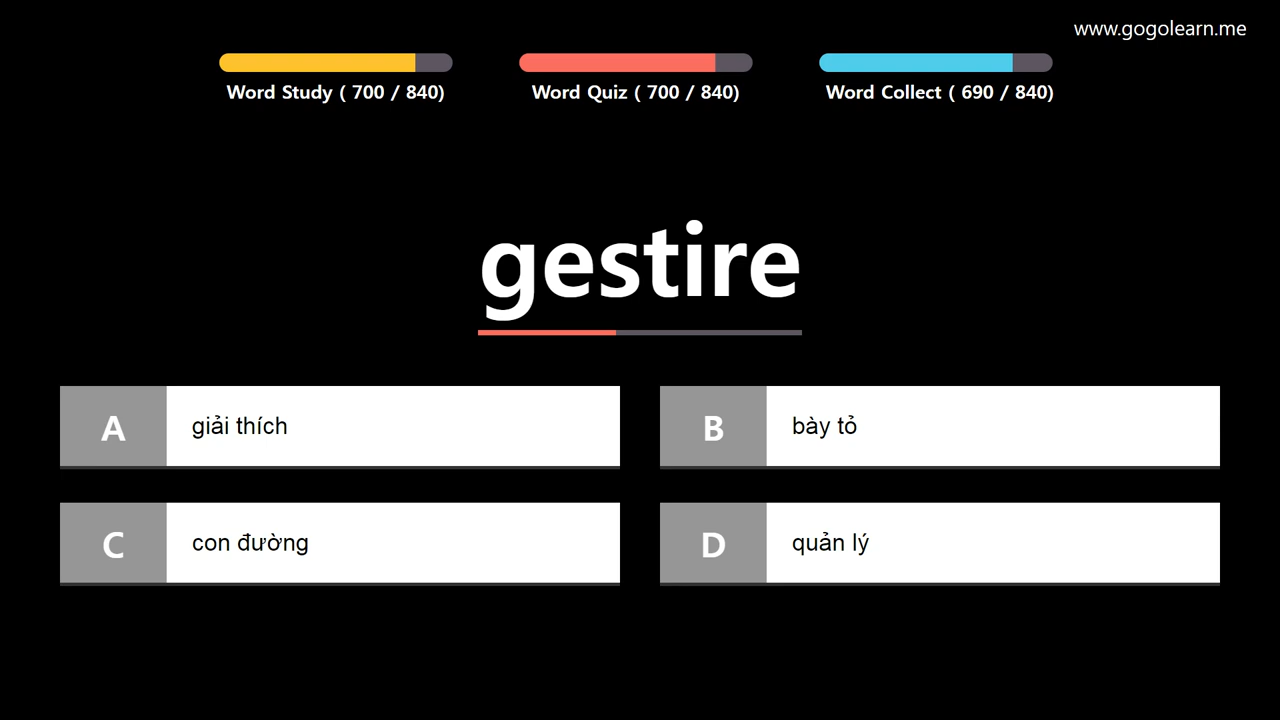 www.gogolearn.me
Word Study ( 700 / 840)
Word Quiz ( 700 / 840)
Word Collect ( 690 / 840)
gestire
A
giải thích
B
bày tỏ
C
con đường
D
quản lý